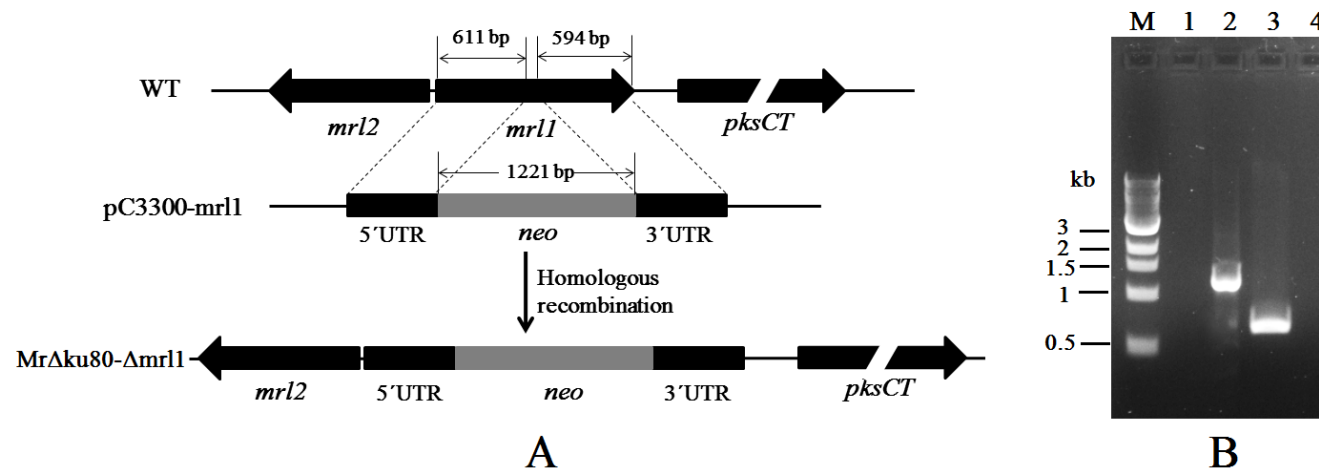 611 bp
594 bp
WT
mrl2
mrl1
pksCT
1221 bp
pC3300-mrl1
5´UTR
neo
3´UTR
Homologous
recombination
MrΔku80-Δmrl1
mrl2
5´UTR
neo
3´UTR
pksCT
A
M 1 2 3 4
kb
3
2
1.5
1
0.5
B